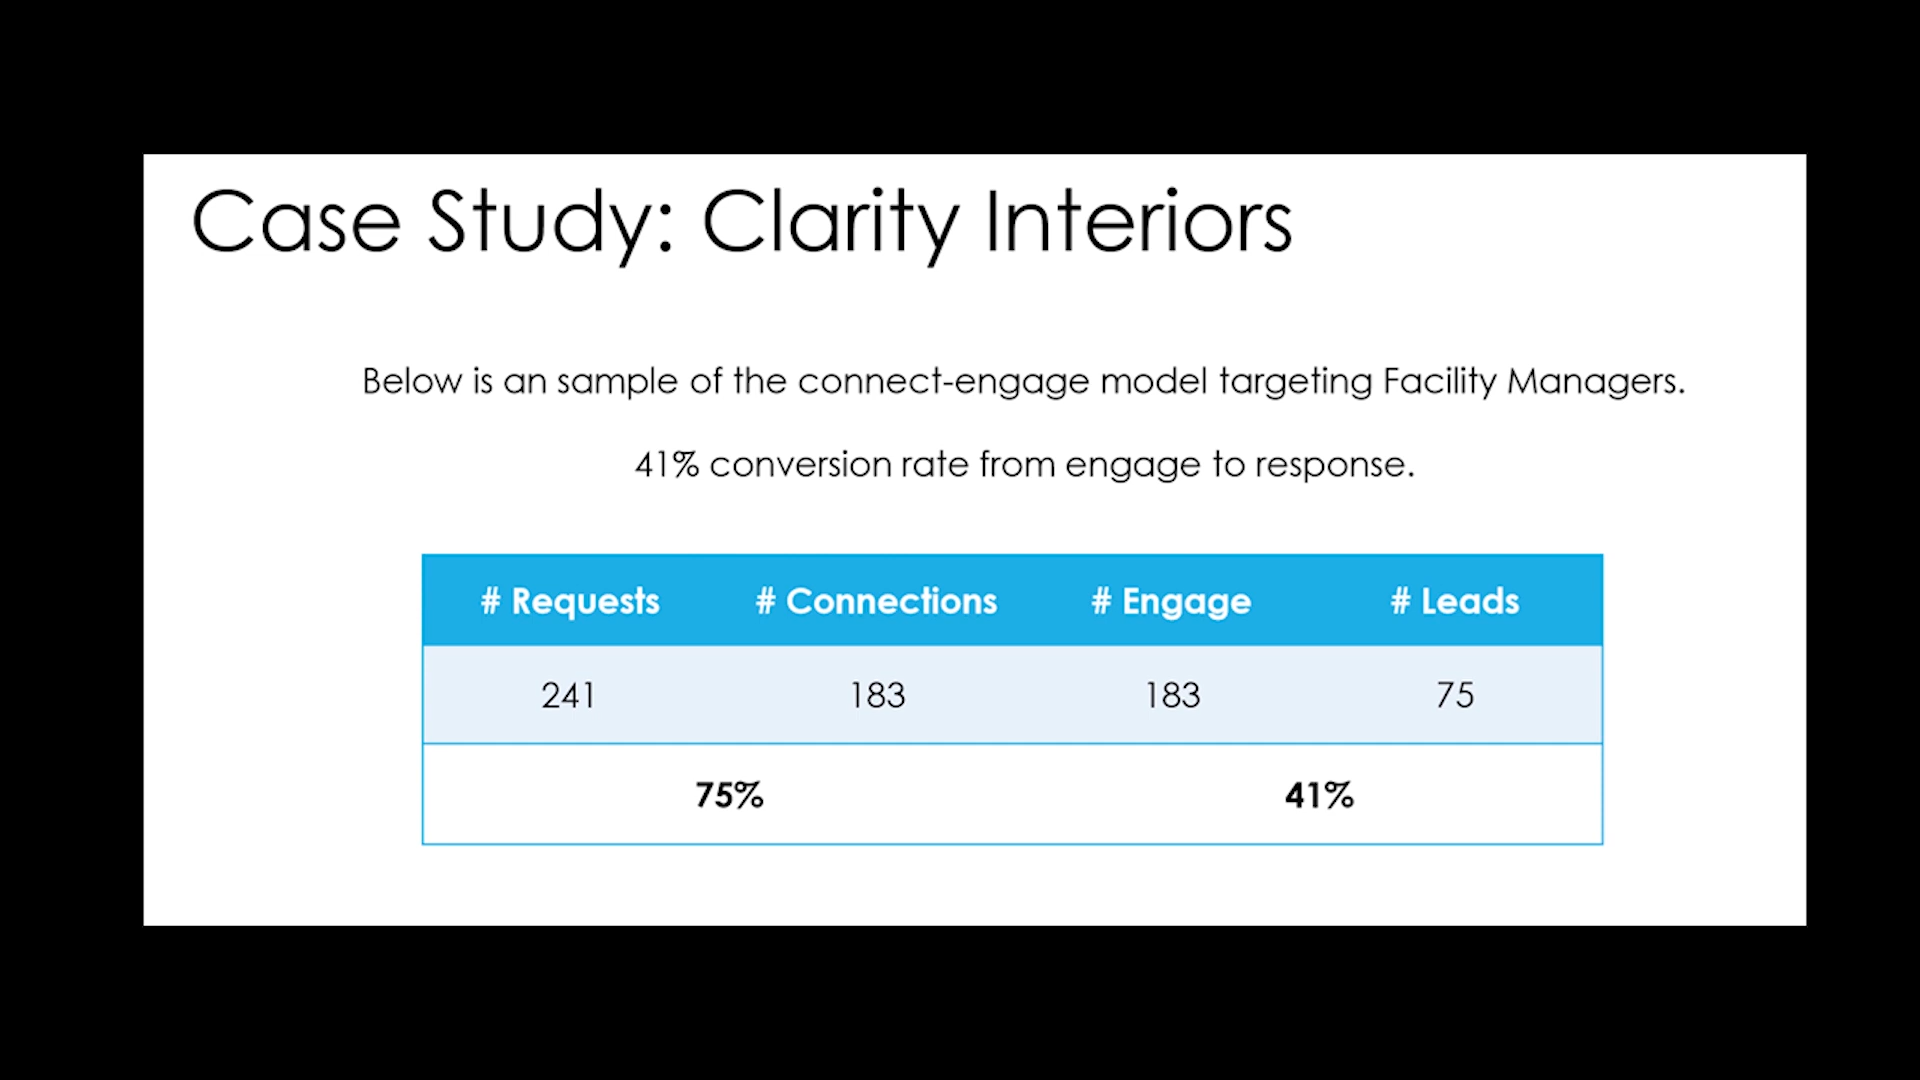 Case Study: Clarity Interiors
Below is an sample of the connect-engage model targeting Facility Managers.
41% conversion rate from engage to response.
# Requests # Connections # Engage # Leads
241 183 183 75
75% 41%